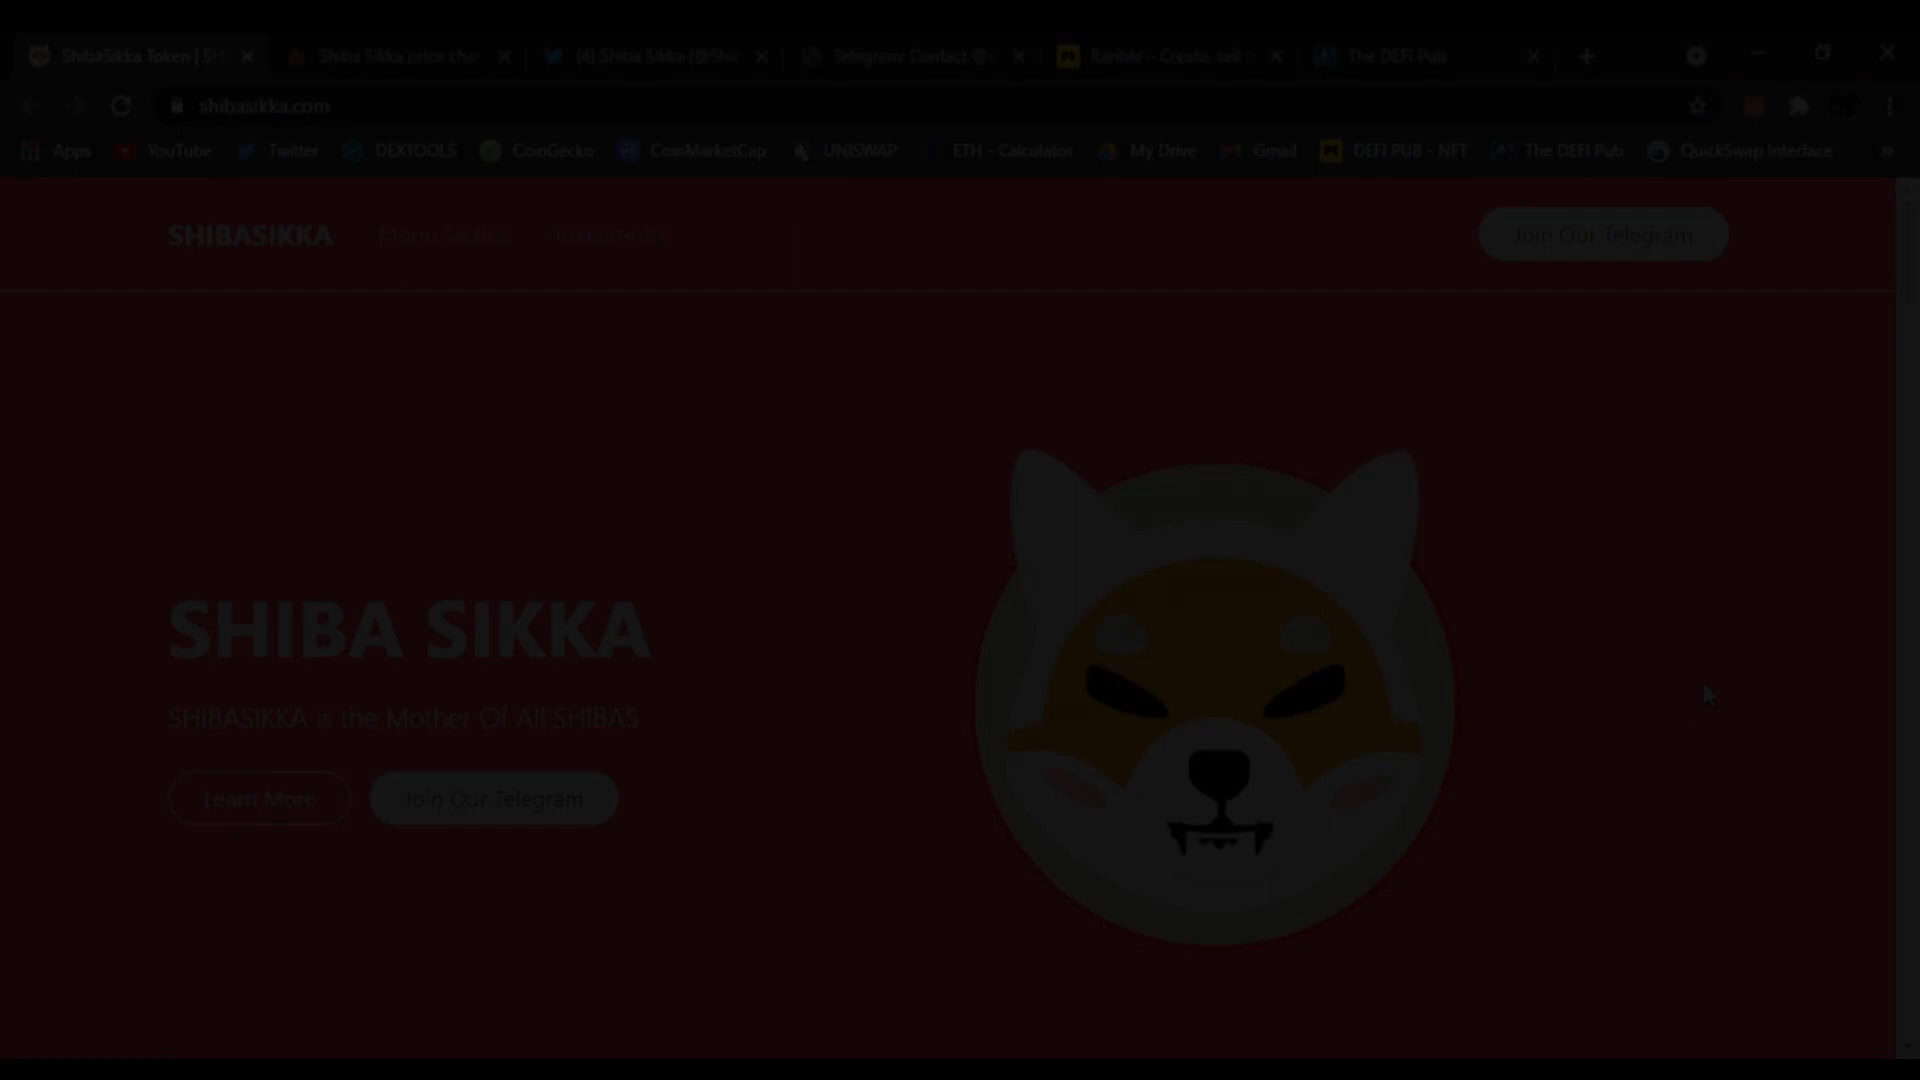 ShibaSikka Token | Sh
Shiba Sikka price char
(4) Shiba Sikka (@Shib
Telegram: Contact @
Rarible – Create, sell
The DEFI Pub
shibasikka.com
Apps
YouTube
Twitter
DEXTOOLS
CoinGecko
CoinMarketCap
UNISWAP
ETH - Calculator
My Drive
Gmail
DEFI PUB - NFT
The DEFI Pub
QuickSwap Interface
SHIBASIKKA
Tokenomics
Join Our Telegram
SHIBA SIKKA
SHIBASIKKA is the Mother Of All SHIBAS
Learn More
Join Our Telegram